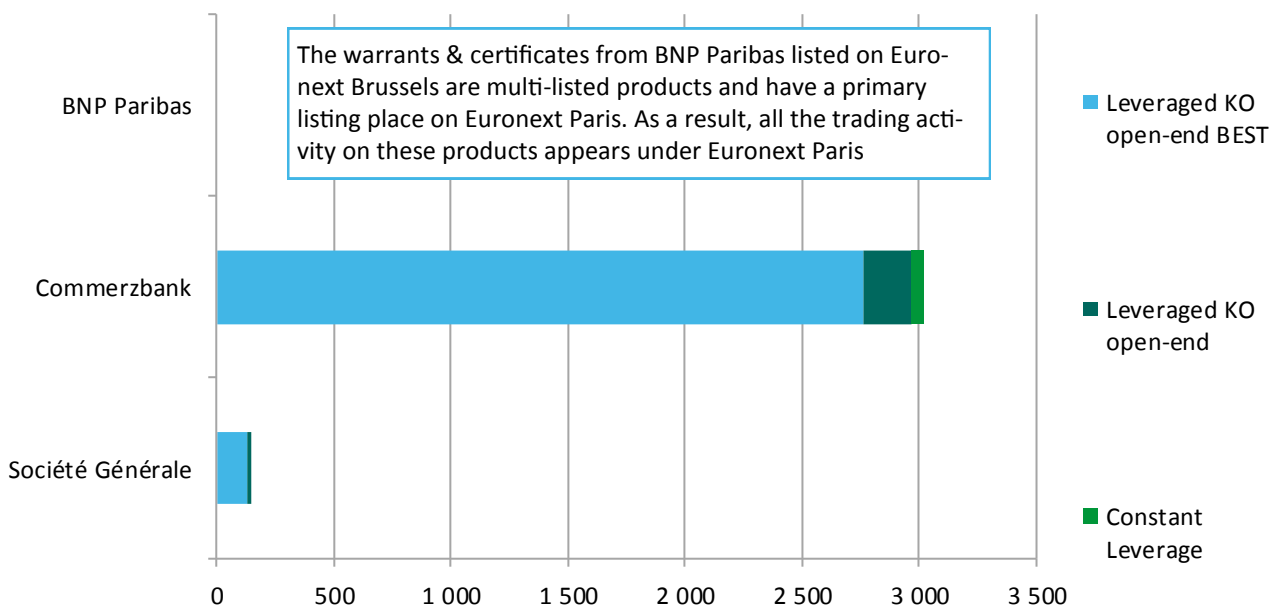 The warrants & certificates from BNP Paribas listed on Euro-
next Brussels are multi-listed products and have a primary
listing place on Euronext Paris. As a result, all the trading acti-
vity on these products appears under Euronext Paris
BNP Paribas
Commerzbank
Société Générale
0 500 1 000 1 500 2 000 2 500 3 000 3 500
Leveraged KO
open-end BEST
Leveraged KO
open-end
Constant
Leverage